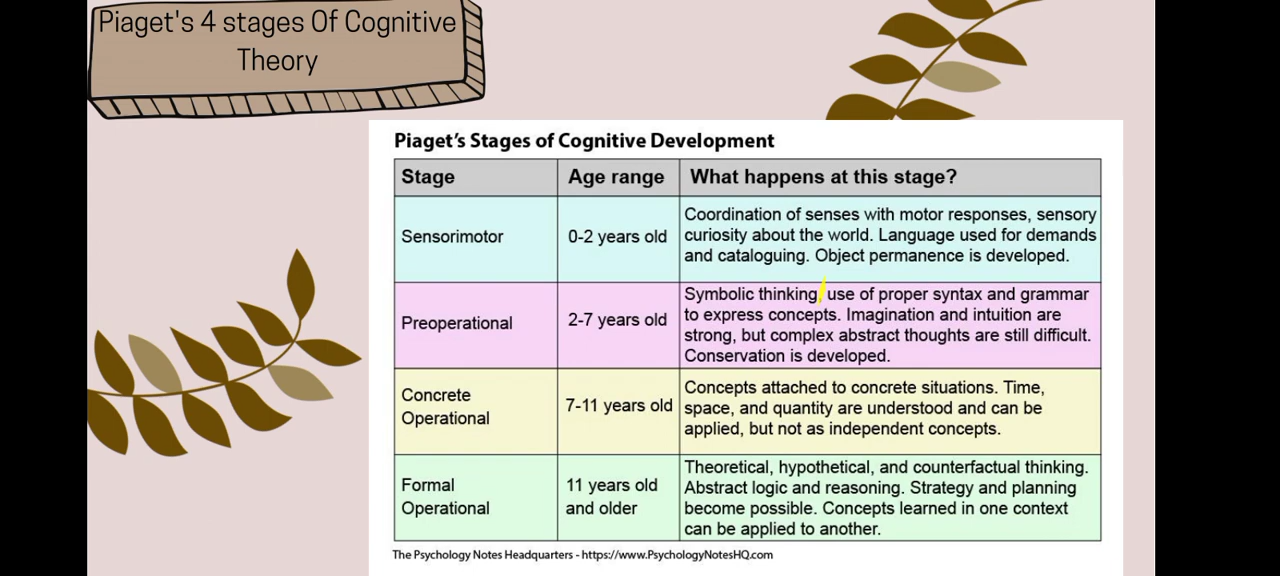 Piaget's 4 stages Of Cognitive
Theory
Piaget's Stages of Cognitive Development
Stage Age range What happens at this stage?
Sensorimotor
0-2 years old
Coordination of senses with motor responses, sensory
curiosity about the world. Language used for demands
and cataloguing. Object permanence is developed.
Preoperational
2-7 years old
Symbolic thinking, use of proper syntax and grammar
to express concepts. Imagination and intuition are
strong, but complex abstract thoughts are still difficult.
Conservation is developed.
Concrete
Operational
7-11 years old
Concepts attached to concrete situations. Time,
space, and quantity are understood and can be
applied, but not as independent concepts.
Formal
Operational
11 years old
and older
Theoretical, hypothetical, and counterfactual thinking.
Abstract logic and reasoning. Strategy and planning
become possible. Concepts learned in one context
can be applied to another.
The Psychology Notes Headquarters - https://www.PsychologyNotesHQ.com